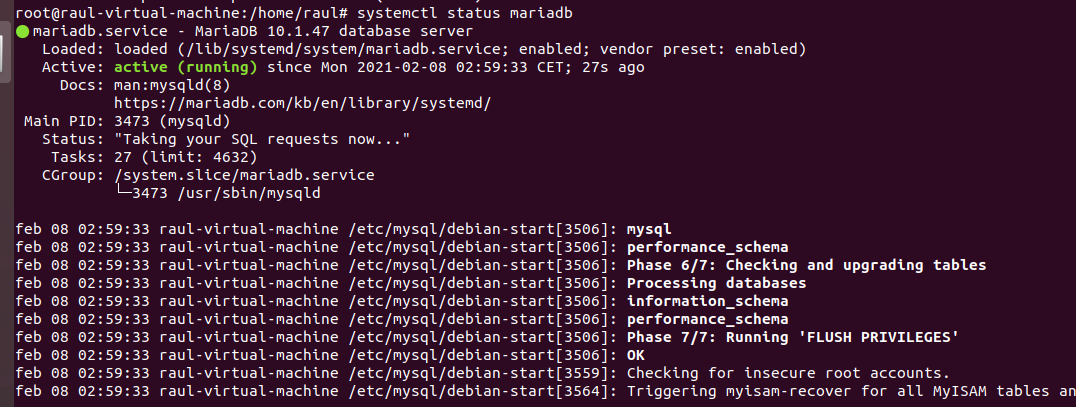 root@raul-virtual-machine:/home/raul# systemctl status mariadb
● mariadb.service - MariaDB 10.1.47 database server
   Loaded: loaded (/lib/systemd/system/mariadb.service; enabled; vendor preset: enabled)
   Active: active (running) since Mon 2021-02-08 02:59:33 CET; 27s ago
     Docs: man:mysqld(8)
           https://mariadb.com/kb/en/library/systemd/
 Main PID: 3473 (mysqld)
   Status: "Taking your SQL requests now..."
    Tasks: 27 (limit: 4632)
   CGroup: /system.slice/mariadb.service
           └─3473 /usr/sbin/mysqld
feb 08 02:59:33 raul-virtual-machine /etc/mysql/debian-start[3506]: mysql
feb 08 02:59:33 raul-virtual-machine /etc/mysql/debian-start[3506]: performance_schema
feb 08 02:59:33 raul-virtual-machine /etc/mysql/debian-start[3506]: Phase 6/7: Checking and upgrading tables
feb 08 02:59:33 raul-virtual-machine /etc/mysql/debian-start[3506]: Processing databases
feb 08 02:59:33 raul-virtual-machine /etc/mysql/debian-start[3506]: information_schema
feb 08 02:59:33 raul-virtual-machine /etc/mysql/debian-start[3506]: performance_schema
feb 08 02:59:33 raul-virtual-machine /etc/mysql/debian-start[3506]: Phase 7/7: Running 'FLUSH PRIVILEGES'
feb 08 02:59:33 raul-virtual-machine /etc/mysql/debian-start[3506]: OK
feb 08 02:59:33 raul-virtual-machine /etc/mysql/debian-start[3559]: Checking for insecure root accounts.
feb 08 02:59:33 raul-virtual-machine /etc/mysql/debian-start[3564]: Triggering myisam-recover for all MyISAM tables an